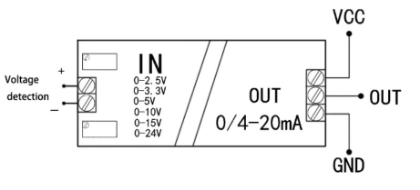 VCC
IN
Voltage
detection
+
−
0-2.5V
0-3.3V
0-5V
0-10V
0-15V
0-24V
OUT
0/4-20mA
OUT
GND